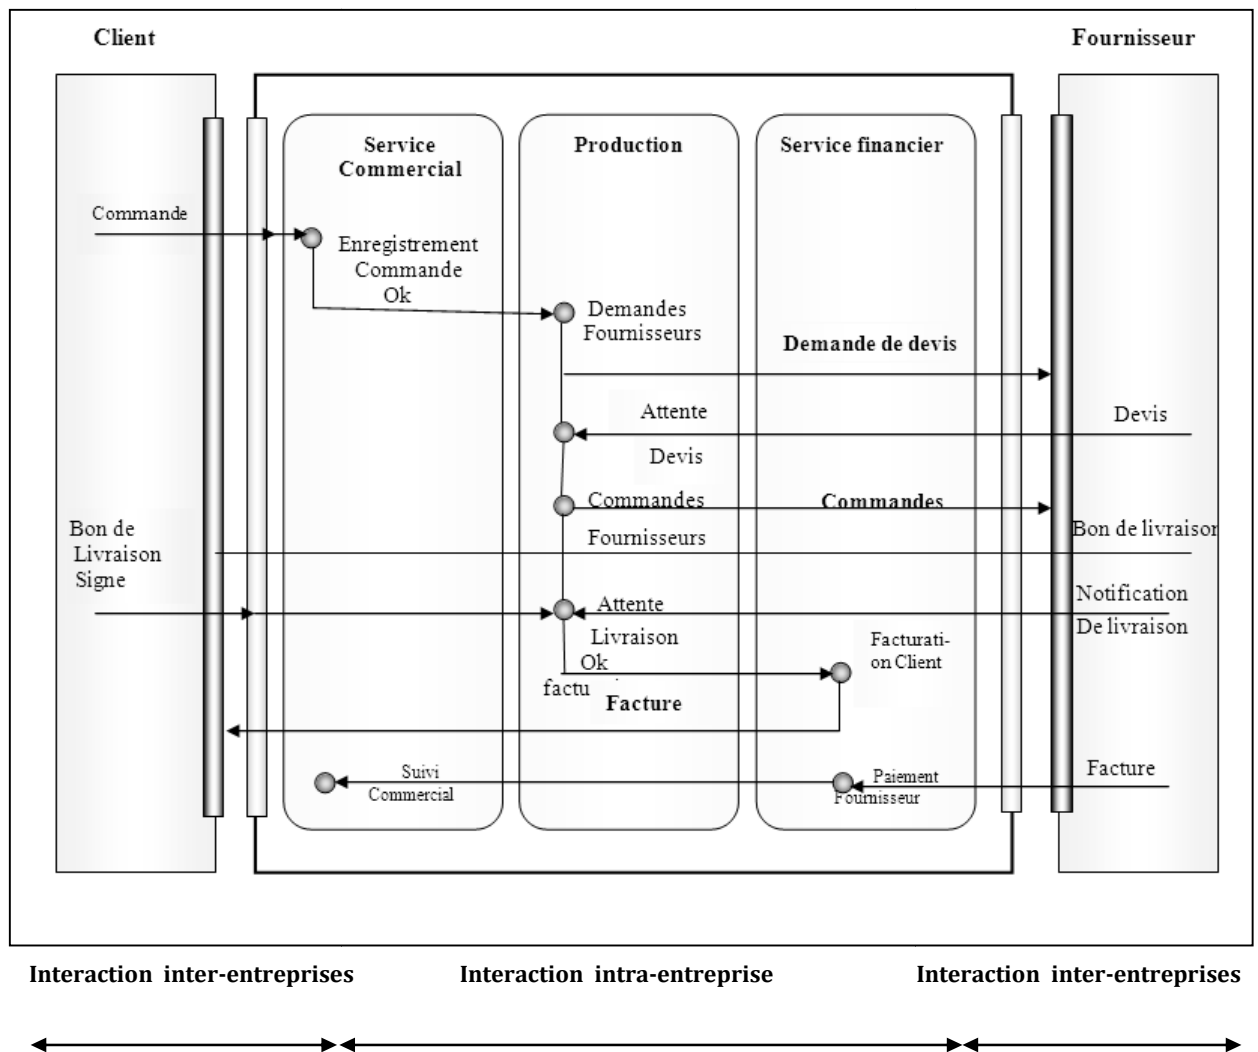 Client
Fournisseur
Service
Commercial
Production
Service financier
Commande
Enregistrement
Commande
Ok
Demandes
Fournisseurs
Demande de devis
Attente
Devis
Devis
Commandes
Commandes
Fournisseurs
Bon de
Livraison
Signe
Bon de livraison
Attente
Livraison
Ok
factu
Notification
De livraison
Facturati-
on Client
Facture
Suivi
Commercial
Paiement
Fournisseur
Facture
Interaction inter-entreprises
Interaction intra-entreprise
Interaction inter-entreprises